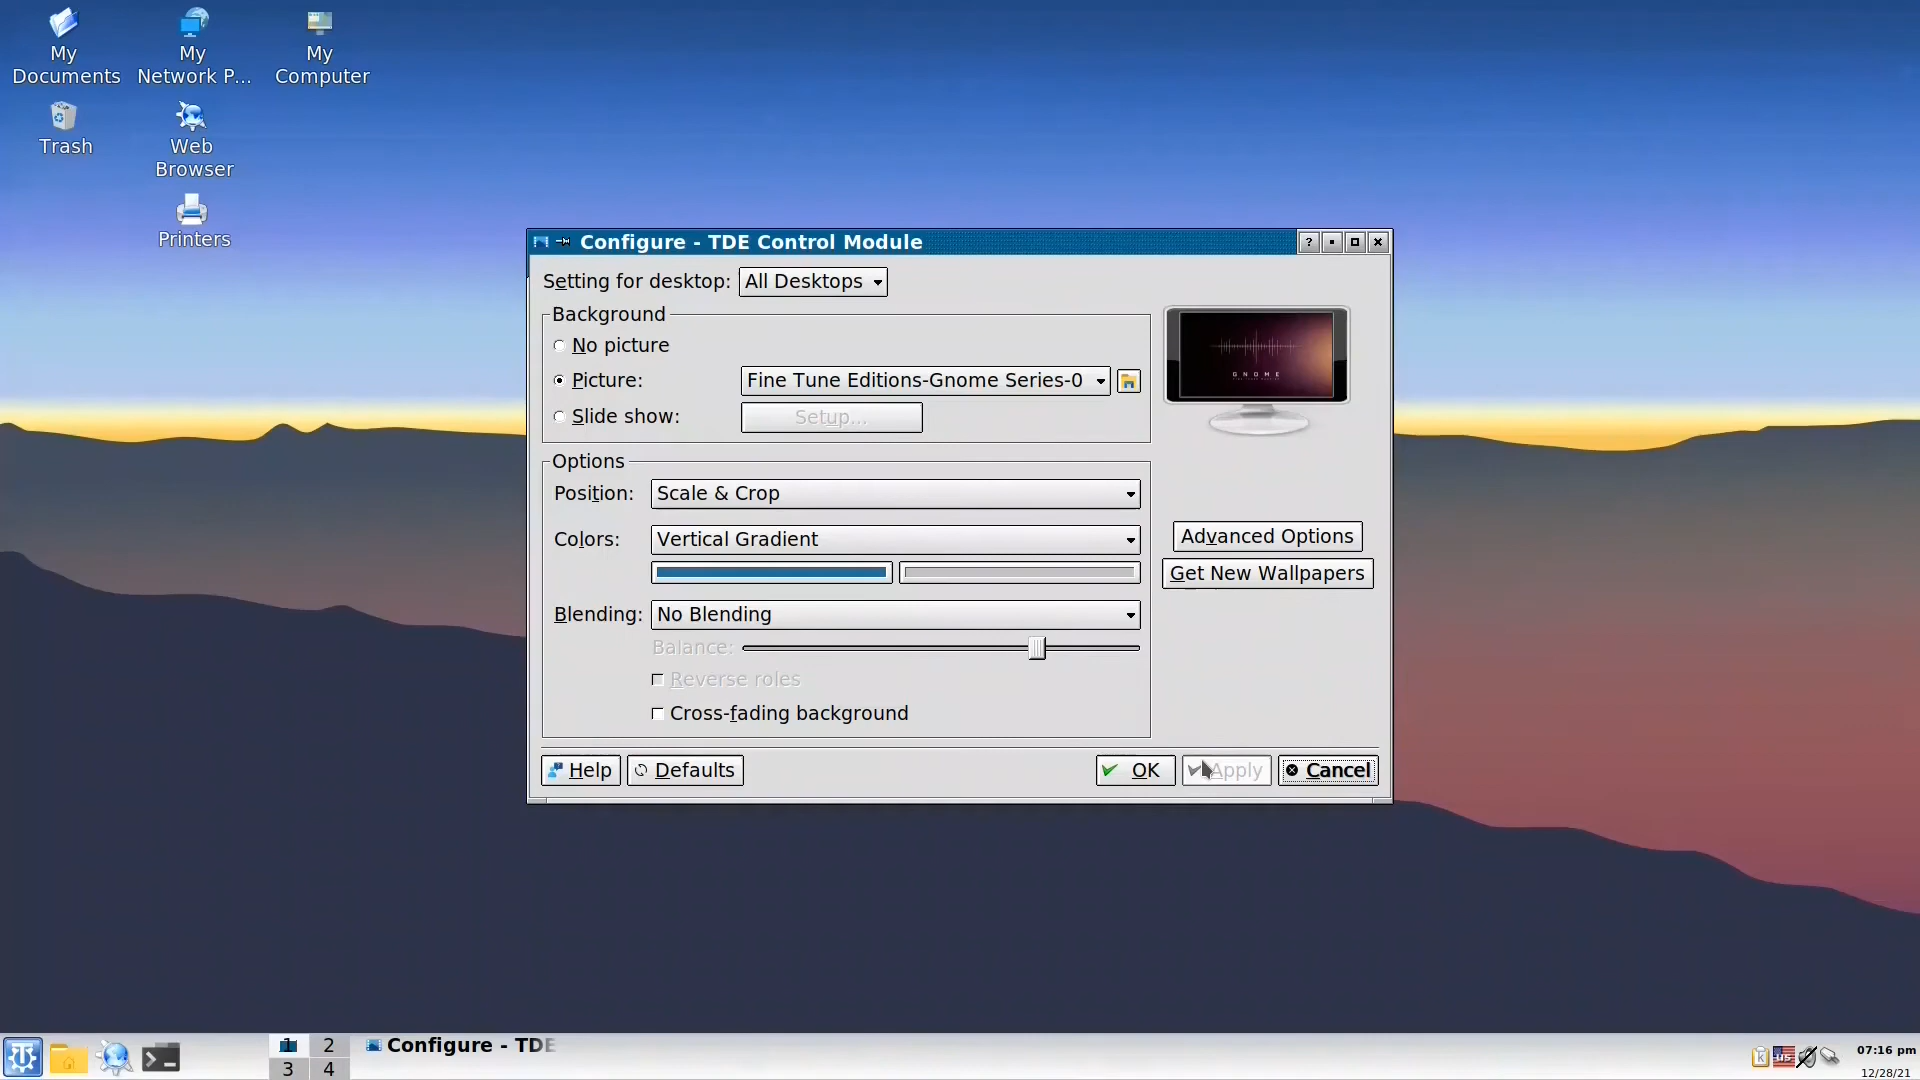 My
Documents
My
Network P...
My
Computer
Trash
Web
Browser
Printers
Configure - TDE Control Module
?
Setting for desktop: All Desktops
Background
No picture
Picture: Fine Tune Editions-Gnome Series-0
Slide show: Setup...
GNOME
Options
Position: Scale & Crop
Colors: Vertical Gradient
Advanced Options
Get New Wallpapers
Blending: No Blending
Balance:
Reverse roles
Cross-fading background
Help Defaults OK Apply Cancel
1 2
3 4
Configure - TDE
us
07:16 pm
12/28/21